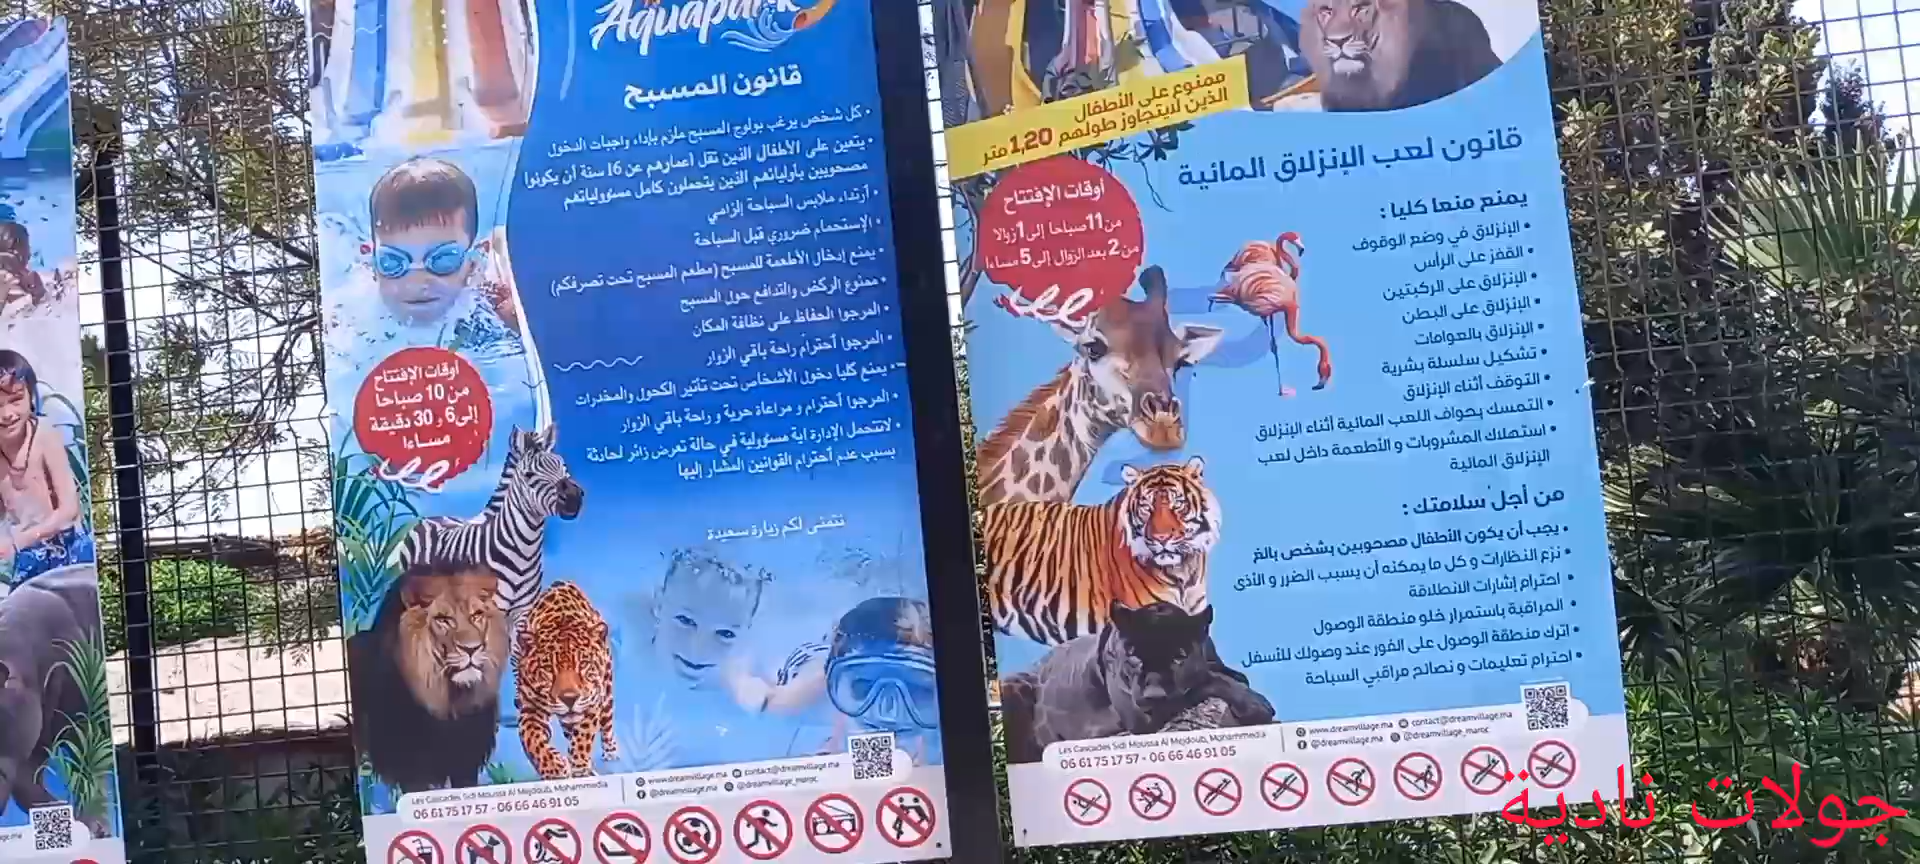 Aquapark
قانون المسبح
• كل شخص يرغب بولوج المسبح ملزم بأداء واجبات الدخول
• يتعين على الأطفال الذين تقل أعمارهم عن 16 سنة أن يكونوا
مصحوبين بأوليائهم الذين يتحملون كامل مسؤولياتهم
• أرتداء ملابس السباحة إلزامي
• الإستحمام ضروري قبل السباحة
• يمنع إدخال الأطعمة للمسبح (مطعم المسبح تحت تصرفكم)
• ممنوع الركض والتدافع حول المسبح
• المرجوا الحفاظ على نظافة المكان
• المرجوا أحترام راحة باقي الزوار
• يمنع كليا دخول الأشخاص تحت تأثير الكحول والمخدرات
• المرجوا أحترام و مراعاة حرية و راحة باقي الزوار
• لاتتحمل الإدارة اية مسؤولية في حالة تعرض زائر لحارثة
بسبب عدم أحترام القوانين المشار إليها
نتمنى لكم زيارة سعيدة
أوقات الإفتتاح
من 10 صباحا
إلى 6 و 30 دقيقة
مساءا
Les Cascades Sidi Moussa Al Mejdoub, Mohammedia
06 61 75 17 57 - 06 66 46 91 05
www.dreamvillage.ma contact@dreamvillage.ma
@dreamvillage.ma @dreamvillage_maroc
ممنوع على الأطفال
الذين لايتجاوز طولهم 1,20 متر
قانون لعب الإنزلاق المائية
أوقات الإفتتاح
من 11 صباحا إلى 1 زوالا
من 2 بعد الزوال إلى 5 مساءا
يمنع منعا كليا :
• الإنزلاق في وضع الوقوف
• القفز على الرأس
• الإنزلاق على الركبتين
• الإنزلاق على البطن
• الإنزلاق بالعوامات
• تشكيل سلسلة بشرية
• التوقف أثناء الإنزلاق
• التمسك بحواف اللعب المائية أثناء الإنزلاق
• استهلاك المشروبات و الأطعمة داخل لعب
الإنزلاق المائية
من أجل سلامتك :
• يجب أن يكون الأطفال مصحوبين بشخص بالغ
• نزع النظارات و كل ما يمكنه أن يسبب الضرر و الأذى
• احترام إشارات الانطلاقة
• المراقبة باستمرار خلو منطقة الوصول
• اترك منطقة الوصول على الفور عند وصولك للأسفل
• احترام تعليمات و نصائح مراقبي السباحة
Les Cascades Sidi Moussa Al Mejdoub, Mohammedia
06 61 75 17 57 - 06 66 46 91 05
www.dreamvillage.ma contact@dreamvillage.ma
@dreamvillage.ma @dreamvillage_maroc
جولات نادية